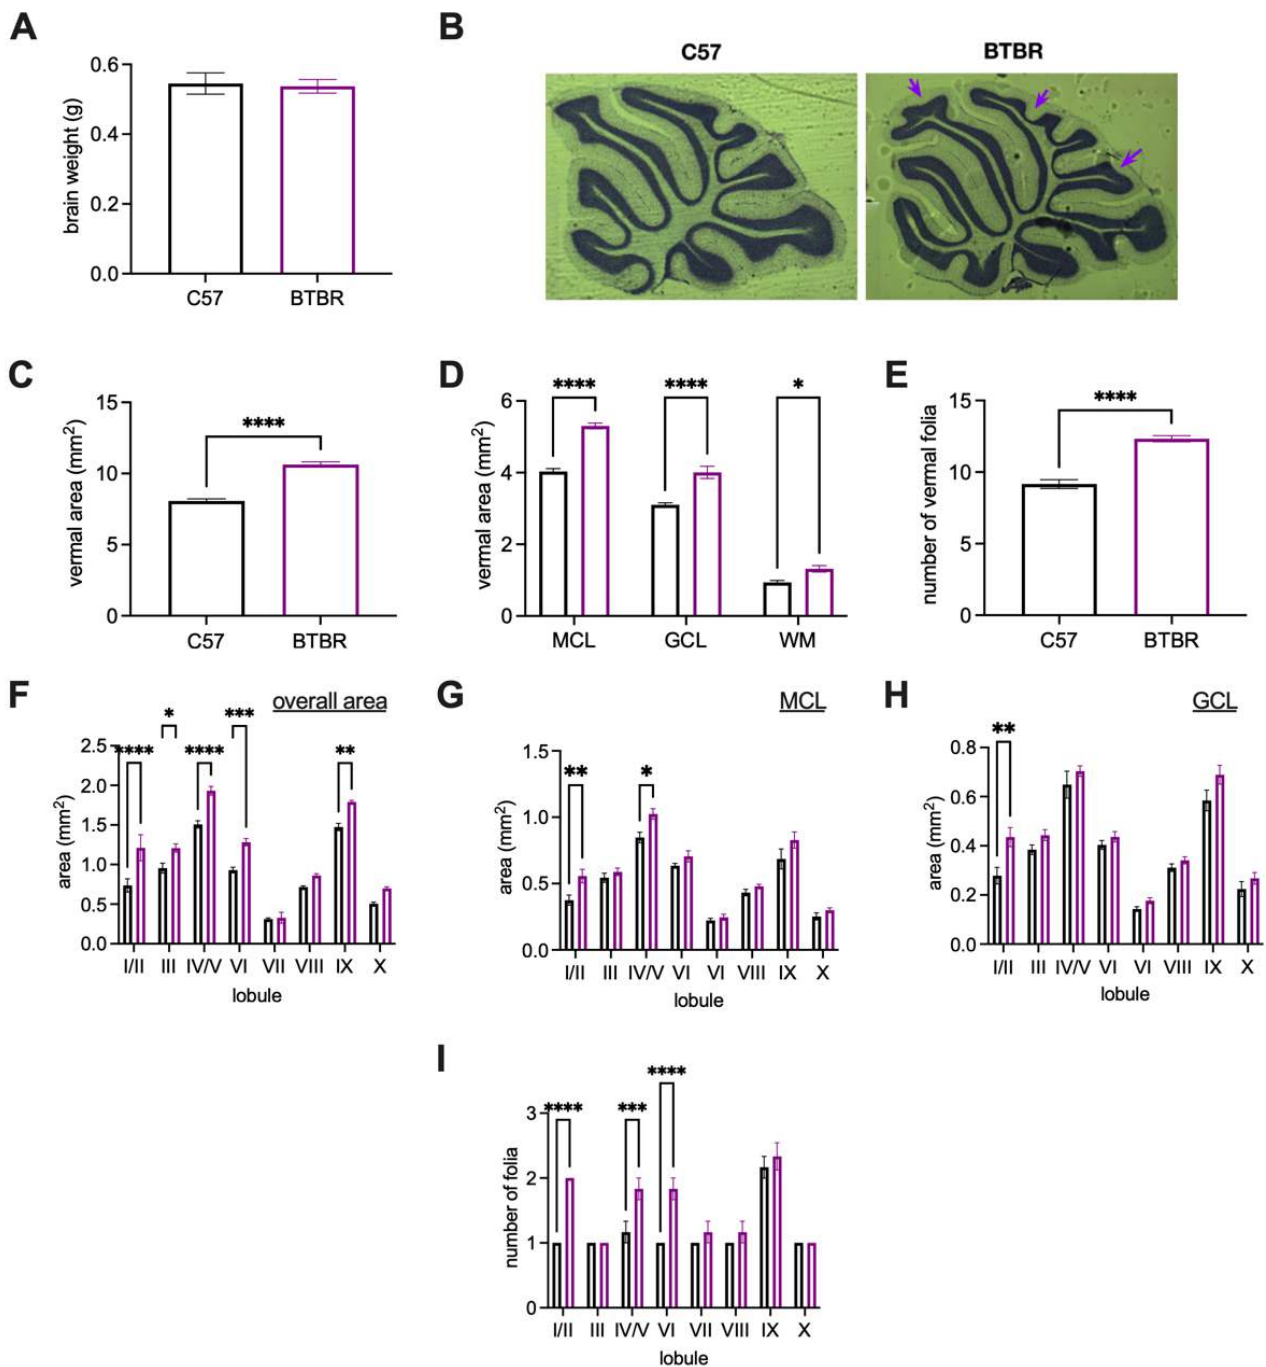 A
brain weight (g)
0.6
0.4
0.2
0.0
C57
BTBR
B
C57
BTBR
C
vermal area (mm2)
15
10
5
0
****
C57
BTBR
D
vermal area (mm2)
6
4
2
0
****
****
*
MCL
GCL
WM
E
number of vermal folia
15
10
5
0
****
C57
BTBR
F
overall area
area (mm2)
2.5
2.0
1.5
1.0
0.5
0.0
****
*
****
***
**
I/II III IV/V VI VII VIII IX X
lobule
G
MCL
area (mm2)
1.5
1.0
0.5
0.0
**
*
I/II III IV/V VI VI VIII IX X
lobule
H
GCL
area (mm2)
0.8
0.6
0.4
0.2
0.0
**
I/II III IV/V VI VI VIII IX X
lobule
I
number of folia
3
2
1
0
****
***
****
I/II III IV/V VI VII VIII IX X
lobule